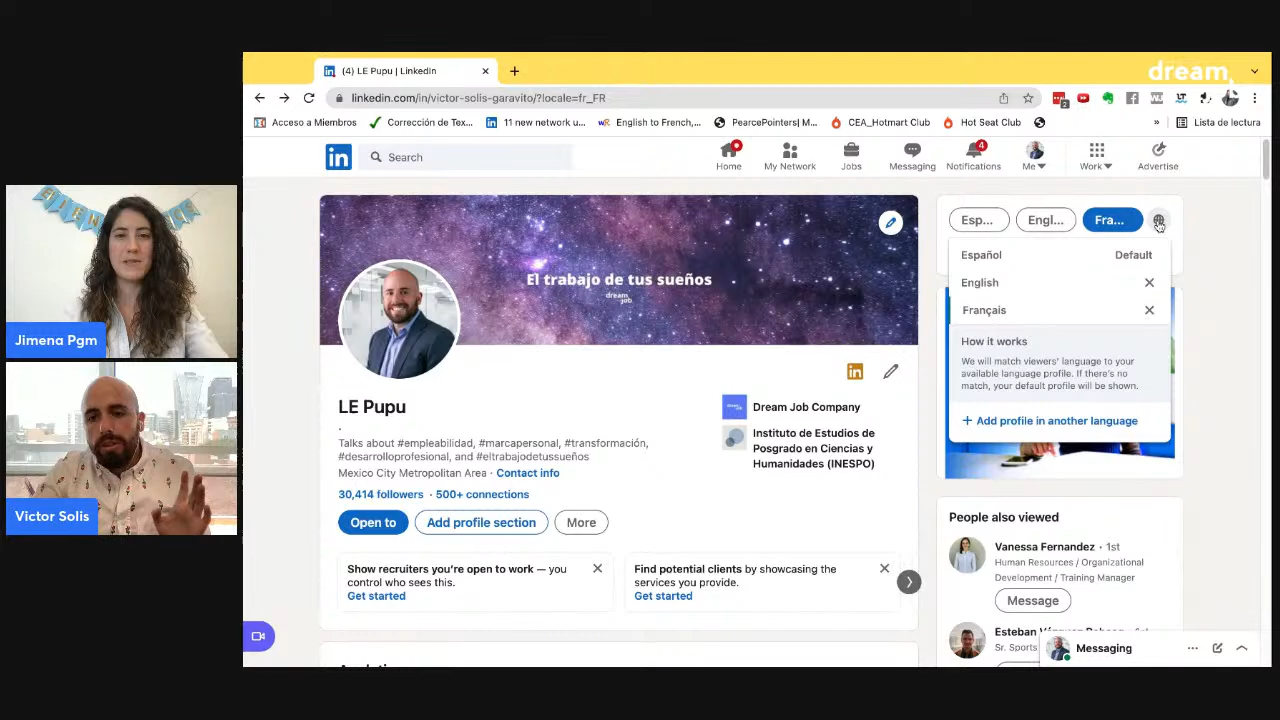 (4) LE Pupu | LinkedIn
dream.
linkedin.com/in/victor-solis-garavito/?locale=fr_FR
Acceso a Miembros
Corrección de Tex...
11 new network u...
English to French,...
PearcePointers| M...
CEA_Hotmart Club
Hot Seat Club
»
Lista de lectura
in
Search
Home
My Network
Jobs
Messaging
4
Notifications
Me
Work
Advertise
El trabajo de tus sueños
dream
job
LE Pupu
.
Talks about #empleabilidad, #marcapersonal, #transformación,
#desarrolloprofesional, and #eltrabajodetussueños
Mexico City Metropolitan Area · Contact info
30,414 followers · 500+ connections
Open to
Add profile section
More
Dream Job Company
Instituto de Estudios de
Posgrado en Ciencias y
Humanidades (INESPO)
Show recruiters you're open to work — you
control who sees this.
Get started
Find potential clients by showcasing the
services you provide.
Get started
Esp...
Engl...
Fra...
Español
Default
English
Français
How it works
We will match viewers' language to your
available language profile. If there's no
match, your default profile will be shown.
+ Add profile in another language
People also viewed
Vanessa Fernandez · 1st
Human Resources / Organizational
Development / Training Manager
Message
Esteban
Sr. Sports
Messaging
Jimena Pgm
Victor Solis